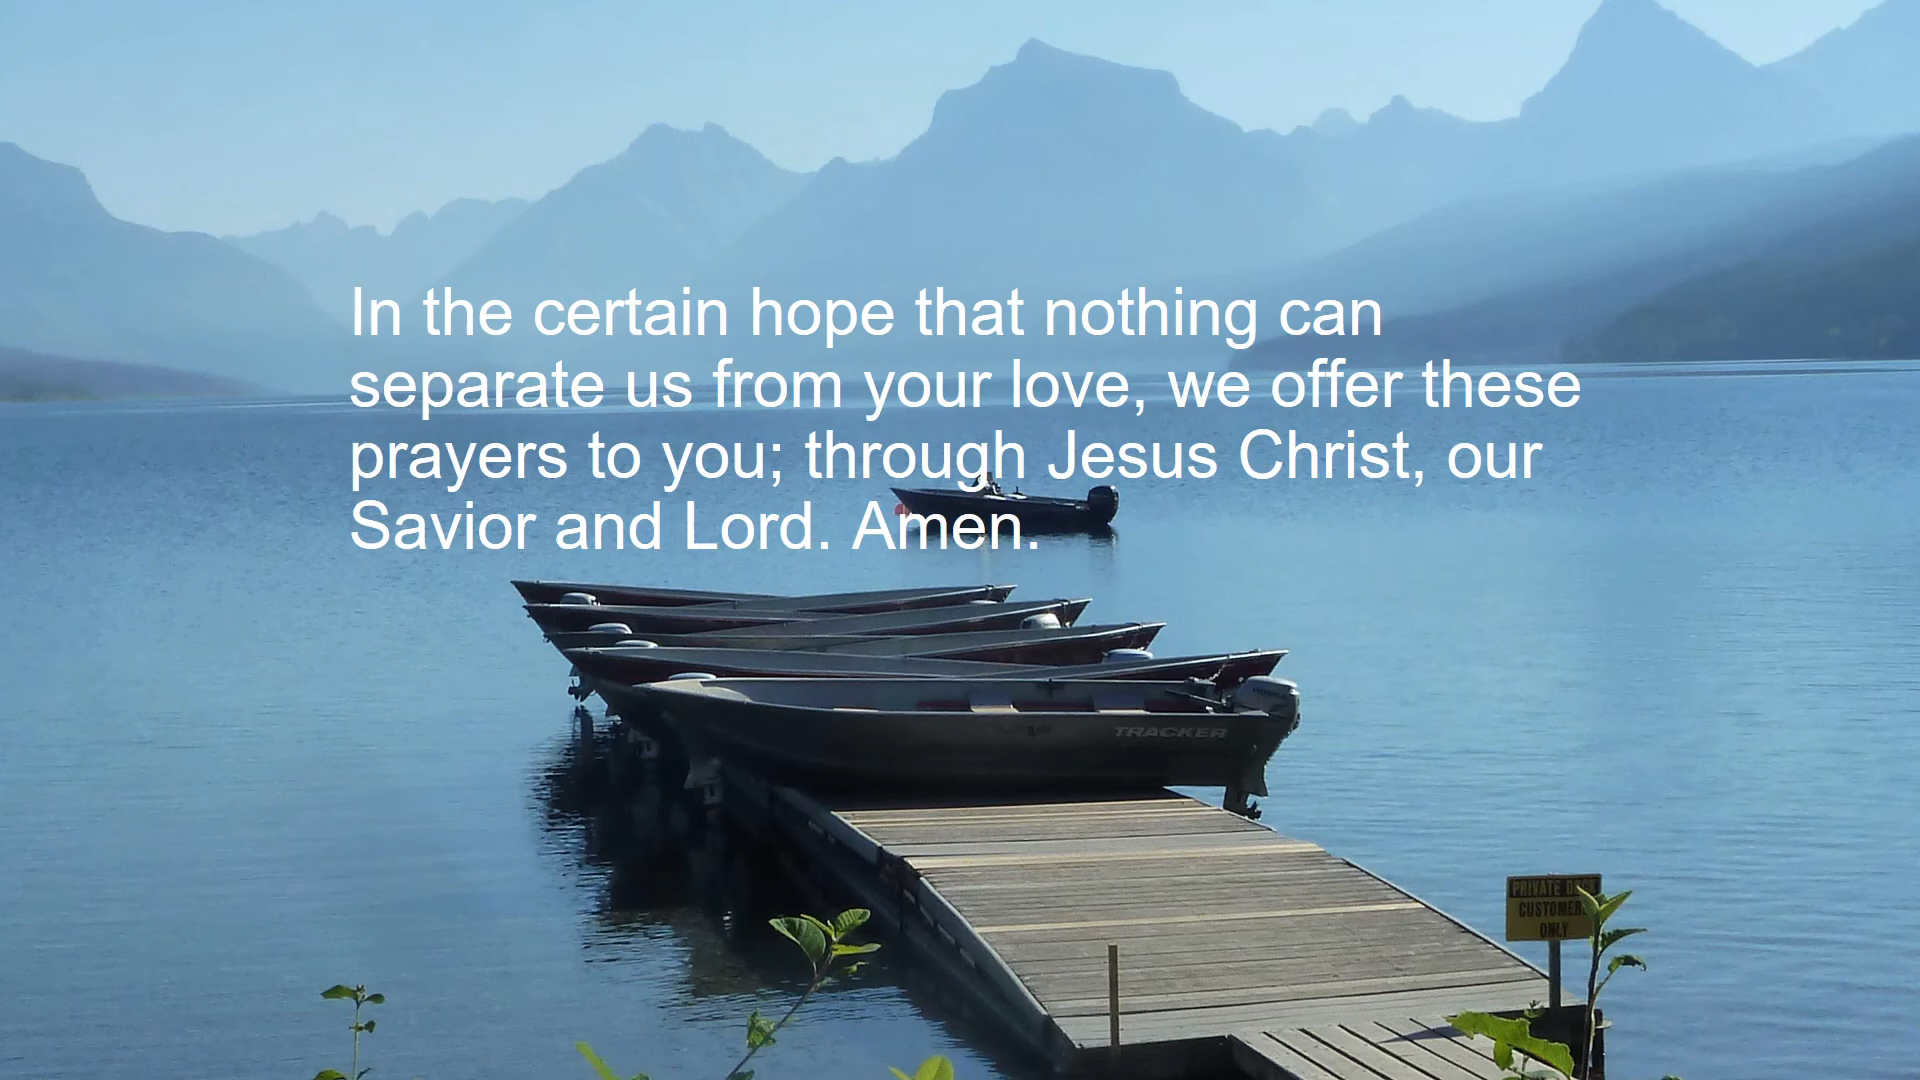 In the certain hope that nothing can
separate us from your love, we offer these
prayers to you; through Jesus Christ, our
Savior and Lord. Amen.
TRACKER
PRIVATE
CUSTOMERS
ONLY